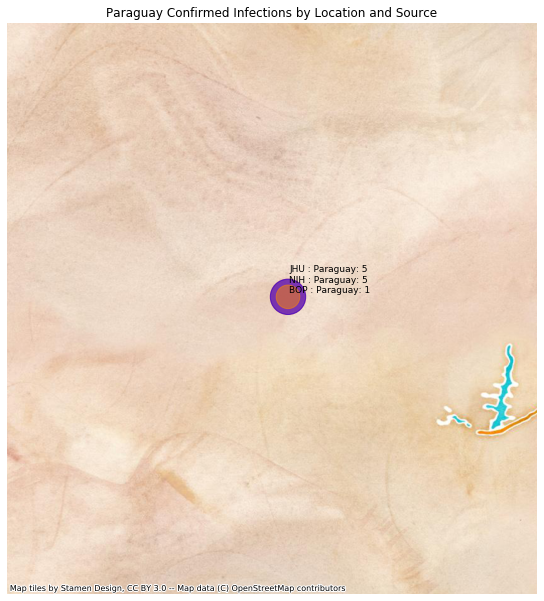 Paraguay Confirmed Infections by Location and Source
JHU : Paraguay: 5
NIH : Paraguay: 5
BOP : Paraguay: 1
Map tiles by Stamen Design, CC BY 3.0 -- Map data (C) OpenStreetMap contributors